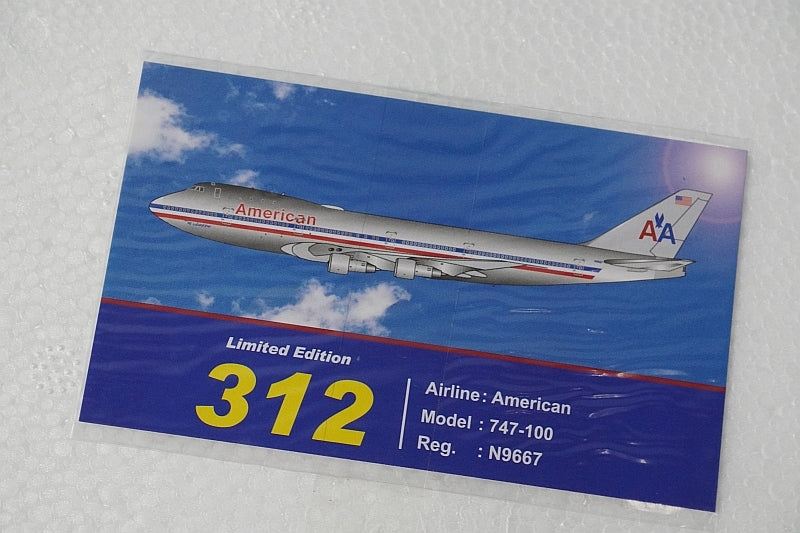 American
AA
Limited Edition
312
Airline : American
Model : 747-100
Reg. : N9667